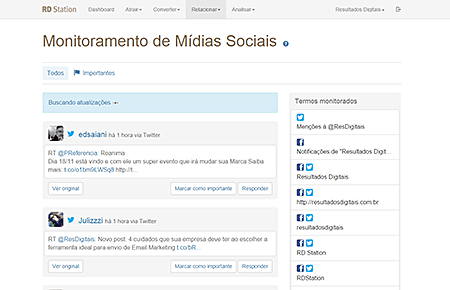 RD Station Dashboard Atrair Converter Relacionar Analisar Resultados Digitais
Monitoramento de Mídias Sociais ?
Todos Importantes
Buscando atualizações
edsaiani há 1 hora via Twitter
RT @PReferencia: Reanima
Dia 18/11 está vindo e com ele um super evento que irá mudar sua Marca Saiba
mais: t.co/o1bm9LWSq8 http://t...
Ver original Marcar como importante Responder
Julizzzi há 1 hora via Twitter
RT @ResDigitais: Novo post: 4 cuidados que sua empresa deve ter ao escolher a
ferramenta ideal para envio de Email Marketing t.co/bR...
Ver original Marcar como importante Responder
Termos monitorados
Menções à @ResDigitais
Notificações de "Resultados Digit...
Resultados Digitais
http://resultadosdigitais.com.br
resultadosdigitais
RD Station
RDStation